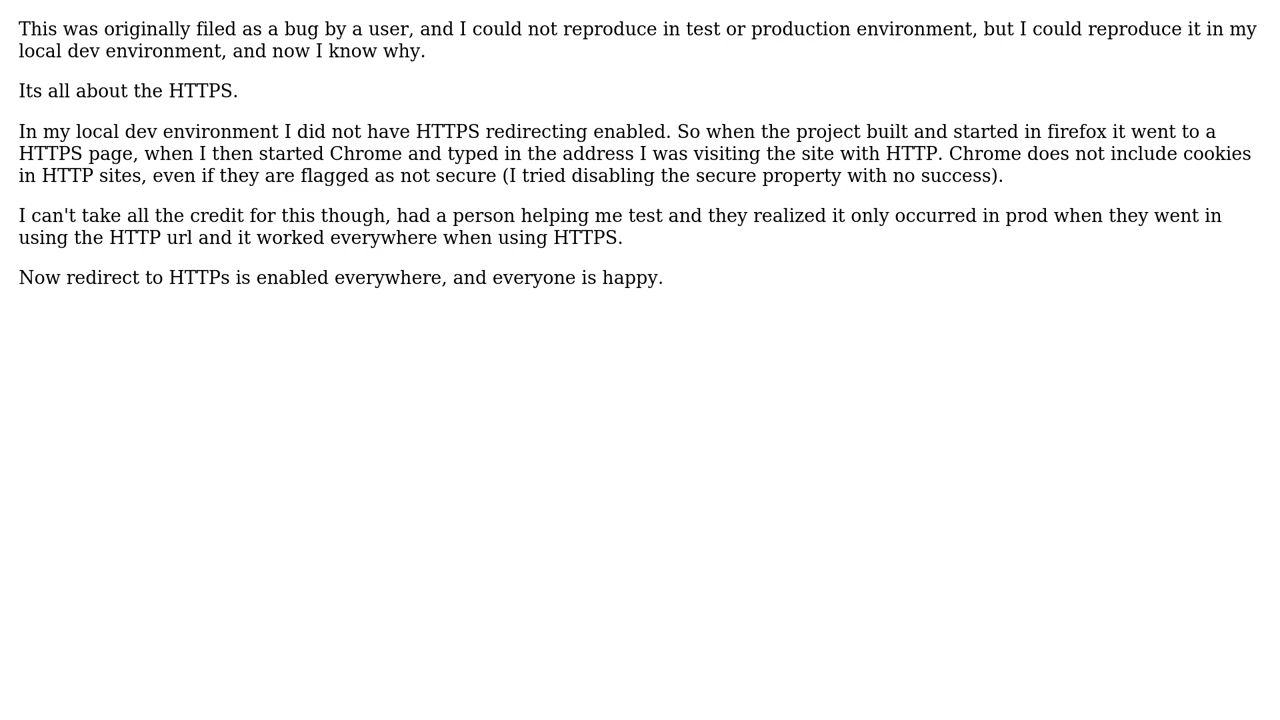 This was originally filed as a bug by a user, and I could not reproduce in test or production environment, but I could reproduce it in my
local dev environment, and now I know why.
Its all about the HTTPS.
In my local dev environment I did not have HTTPS redirecting enabled. So when the project built and started in firefox it went to a
HTTPS page, when I then started Chrome and typed in the address I was visiting the site with HTTP. Chrome does not include cookies
in HTTP sites, even if they are flagged as not secure (I tried disabling the secure property with no success).
I can't take all the credit for this though, had a person helping me test and they realized it only occurred in prod when they went in
using the HTTP url and it worked everywhere when using HTTPS.
Now redirect to HTTPs is enabled everywhere, and everyone is happy.